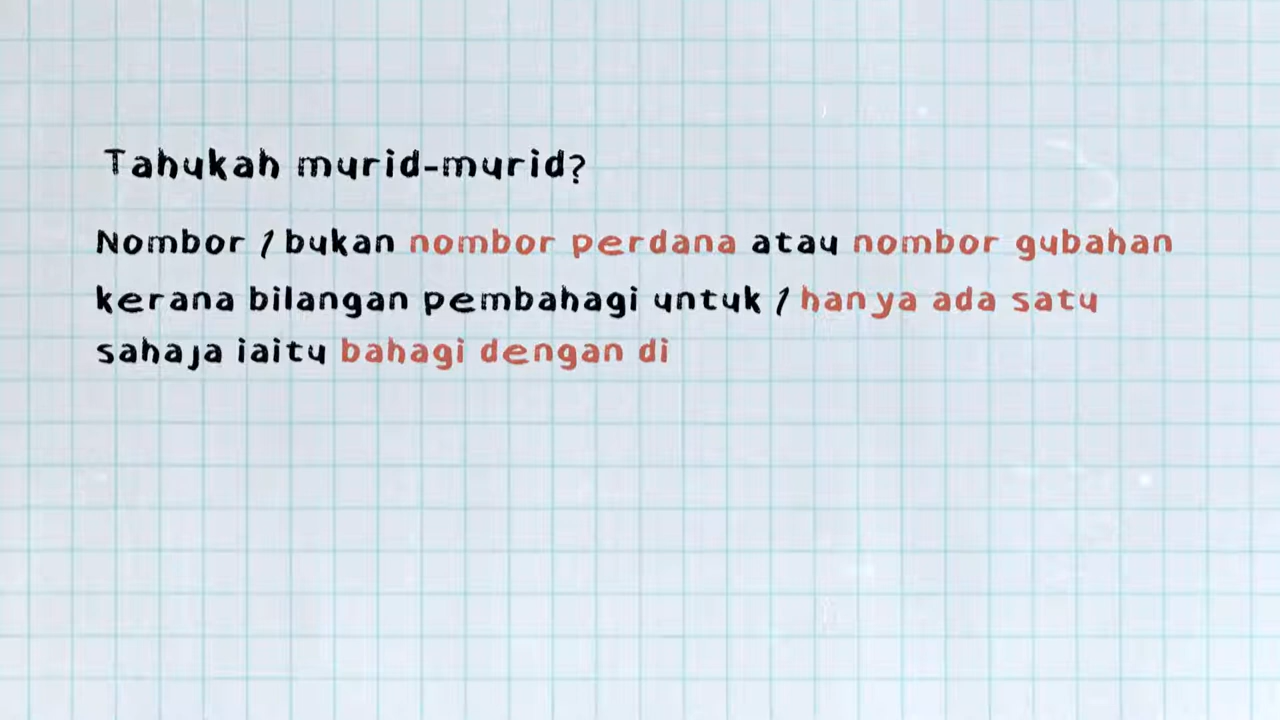 Tahukah murid-murid?
Nombor 1 bukan nombor perdana atau nombor gubahan
kerana bilangan pembahagi untuk 1 hanya ada satu
sahaja iaitu bahagi dengan di